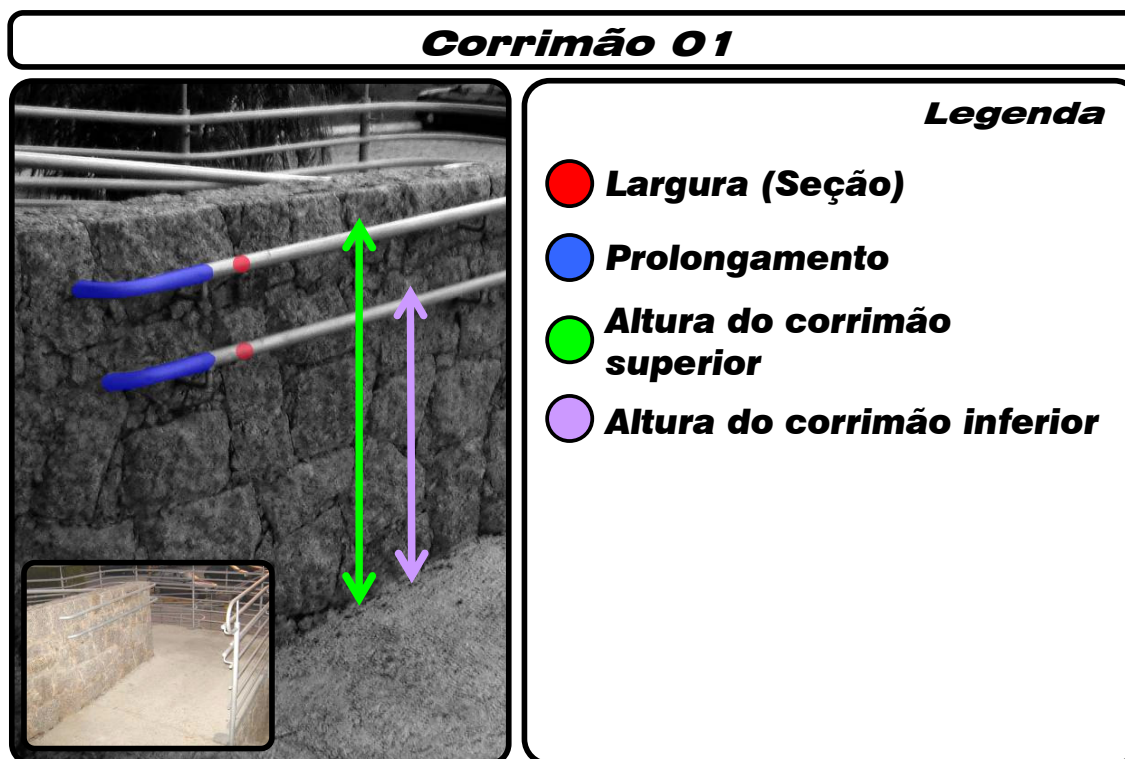 Corrimão 01
Legenda
Largura (Seção)
Prolongamento
Altura do corrimão
superior
Altura do corrimão inferior